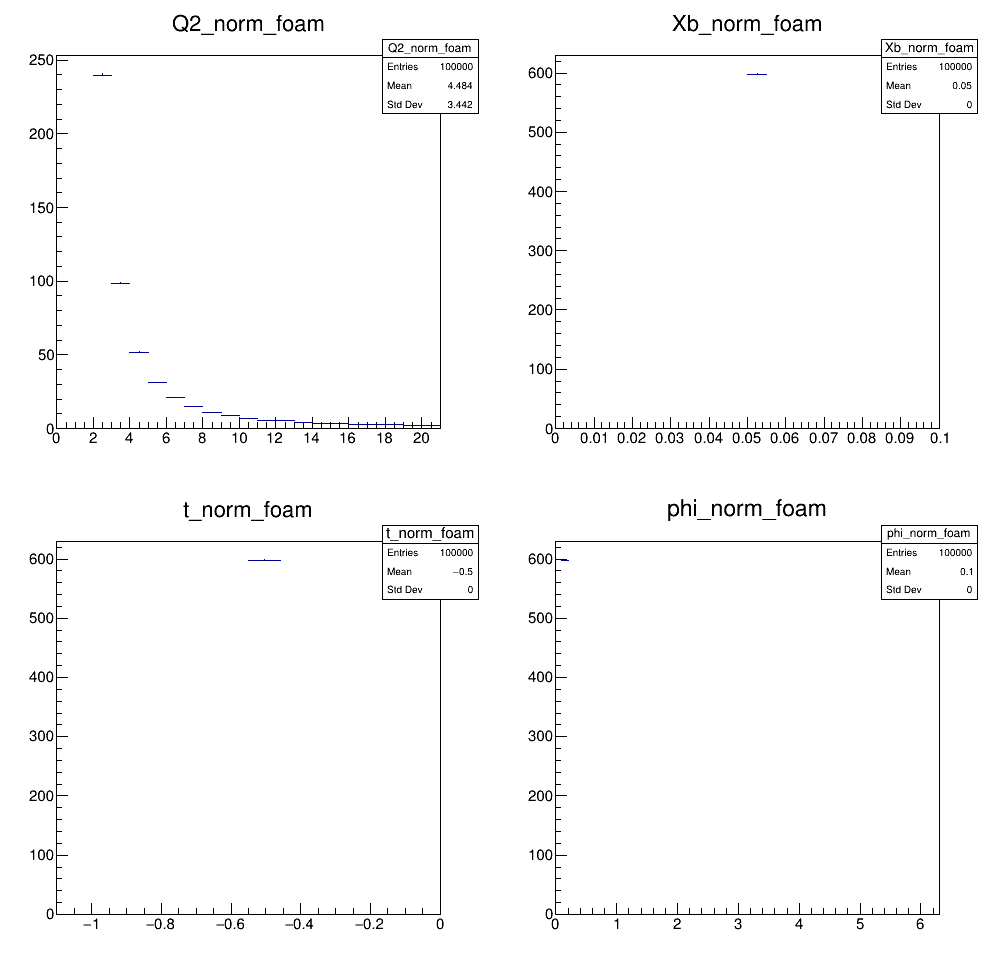 Q2_norm_foam
Q2_norm_foam
Entries 100000
Mean 4.484
Std Dev 3.442
250
200
150
100
50
0
0 2 4 6 8 10 12 14 16 18 20
Xb_norm_foam
Xb_norm_foam
Entries 100000
Mean 0.05
Std Dev 0
600
500
400
300
200
100
0
0 0.01 0.02 0.03 0.04 0.05 0.06 0.07 0.08 0.09 0.1
t_norm_foam
t_norm_foam
Entries 100000
Mean −0.5
Std Dev 0
600
500
400
300
200
100
0
−1 −0.8 −0.6 −0.4 −0.2 0
phi_norm_foam
phi_norm_foam
Entries 100000
Mean 0.1
Std Dev 0
600
500
400
300
200
100
0
0 1 2 3 4 5 6